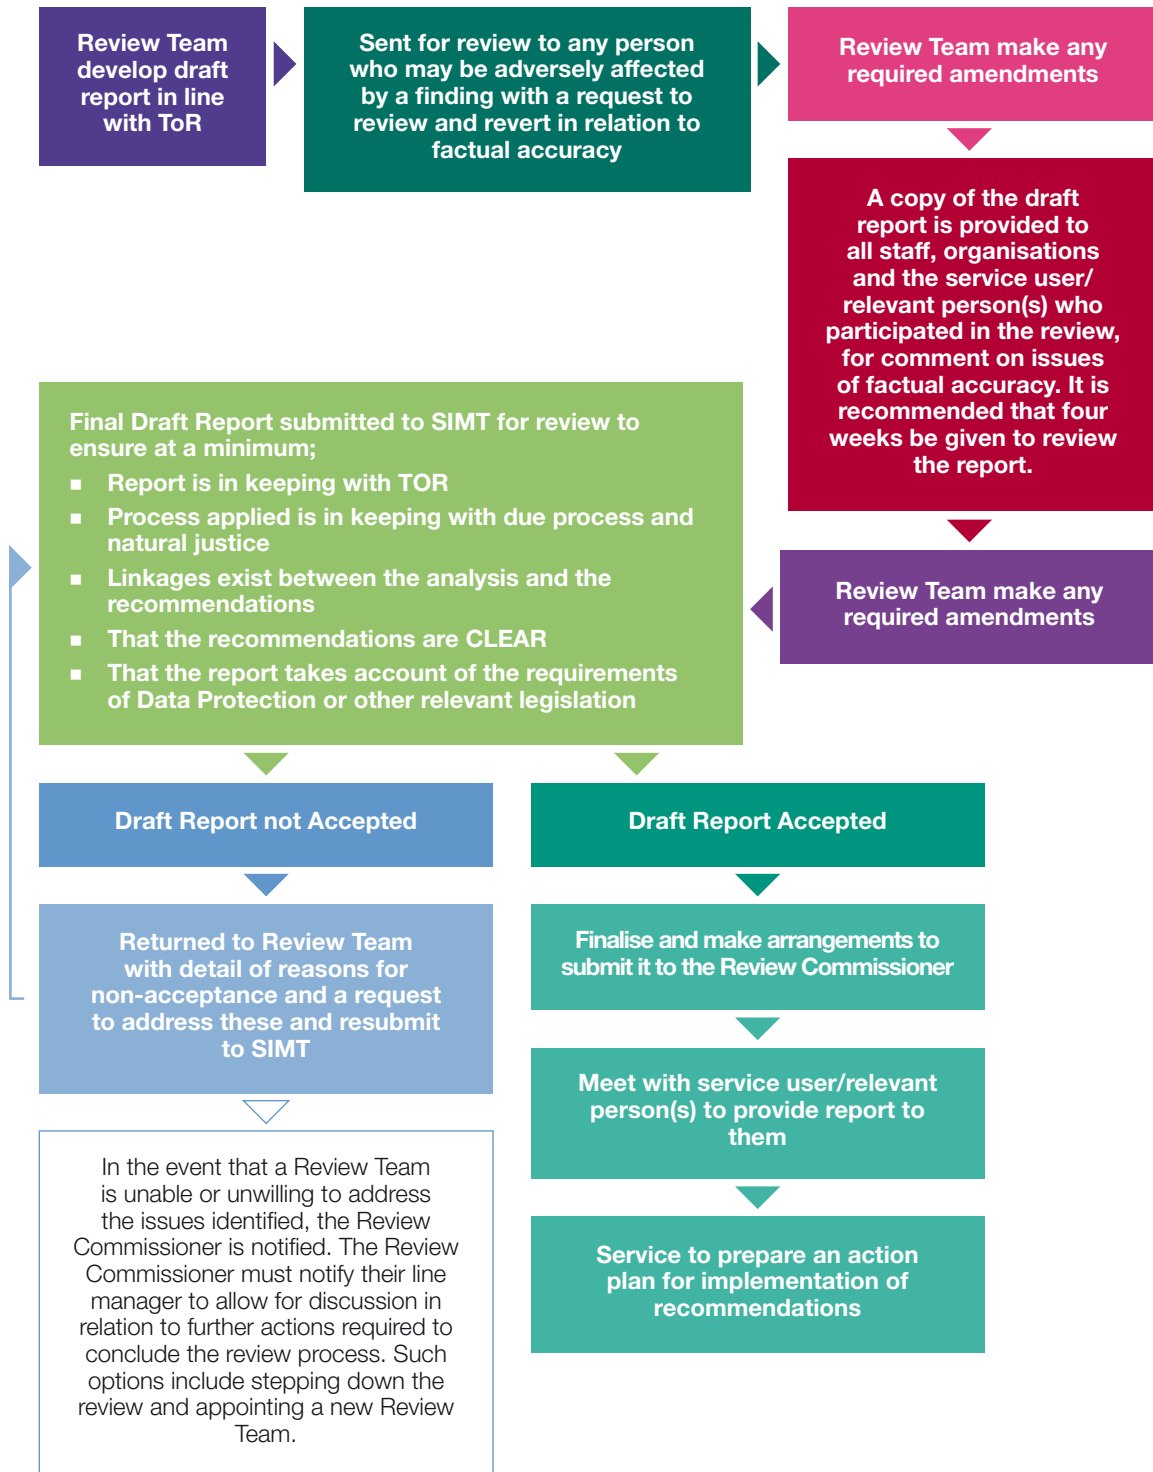 Review Team
develop draft
report in line
with ToR
Sent for review to any person
who may be adversely affected
by a finding with a request to
review and revert in relation to
factual accuracy
Review Team make any
required amendments
A copy of the draft
report is provided to
all staff, organisations
and the service user/
relevant person(s) who
participated in the review,
for comment on issues
of factual accuracy. It is
recommended that four
weeks be given to review
the report.
Review Team make any
required amendments
Final Draft Report submitted to SIMT for review to
ensure at a minimum;
■ Report is in keeping with TOR
■ Process applied is in keeping with due process and
natural justice
■ Linkages exist between the analysis and the
recommendations
■ That the recommendations are CLEAR
■ That the report takes account of the requirements
of Data Protection or other relevant legislation
Draft Report not Accepted
Returned to Review Team
with detail of reasons for
non-acceptance and a request
to address these and resubmit
to SIMT
In the event that a Review Team
is unable or unwilling to address
the issues identified, the Review
Commissioner is notified. The Review
Commissioner must notify their line
manager to allow for discussion in
relation to further actions required to
conclude the review process. Such
options include stepping down the
review and appointing a new Review
Team.
Draft Report Accepted
Finalise and make arrangements to
submit it to the Review Commissioner
Meet with service user/relevant
person(s) to provide report to
them
Service to prepare an action
plan for implementation of
recommendations